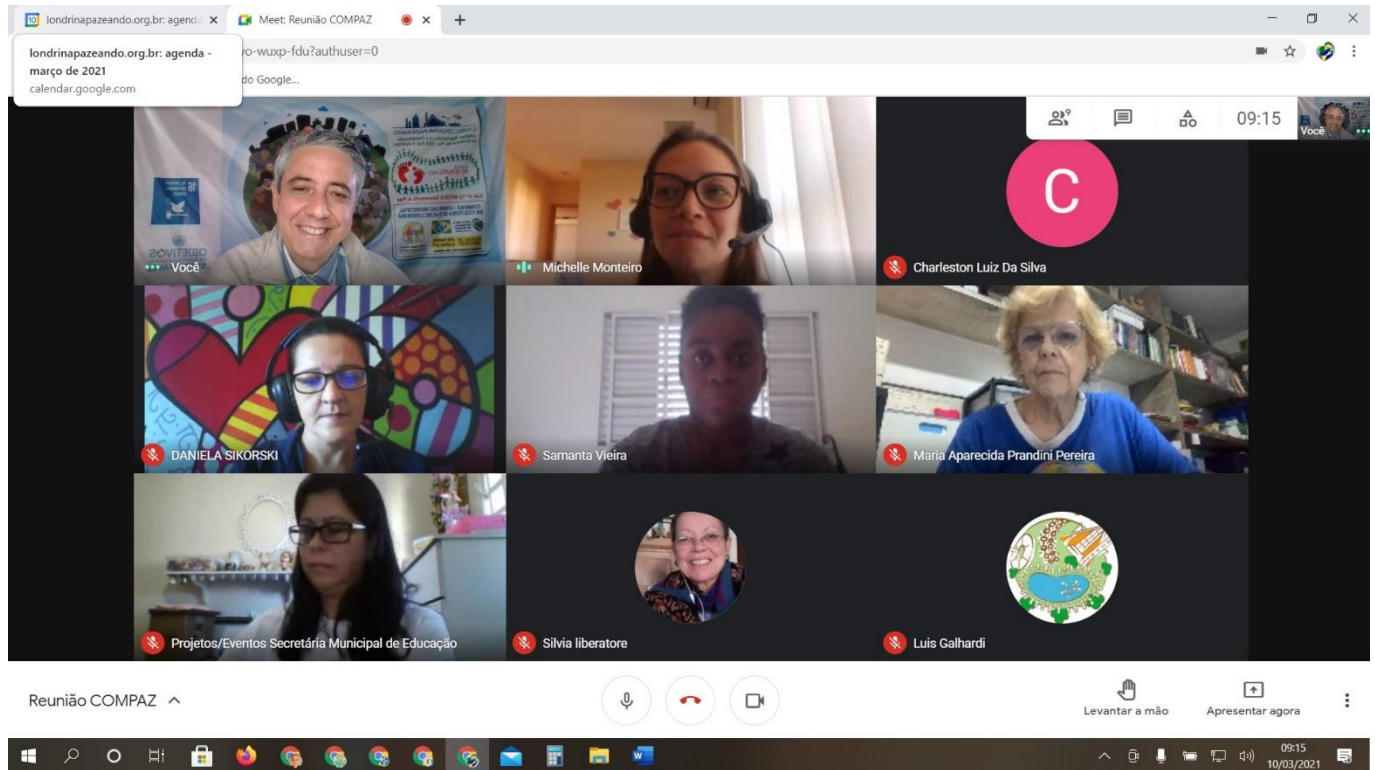 londrinapazeando.org.br: agenda
Meet: Reunião COMPAZ
londrinapazeando.org.br: agenda -
março de 2021
calendar.google.com
vo-wuxp-fdu?authuser=0
do Google...
9
09:15
Você
OBJETIVOS
Você
Michelle Monteiro
C
Charleston Luiz Da Silva
DANIELA SIKORSKI
Samanta Vieira
Maria Aparecida Prandini Pereira
Projetos/Eventos Secretária Municipal de Educação
Silvia liberatore
Luis Galhardi
Reunião COMPAZ
Levantar a mão
Apresentar agora
09:15
10/03/2021